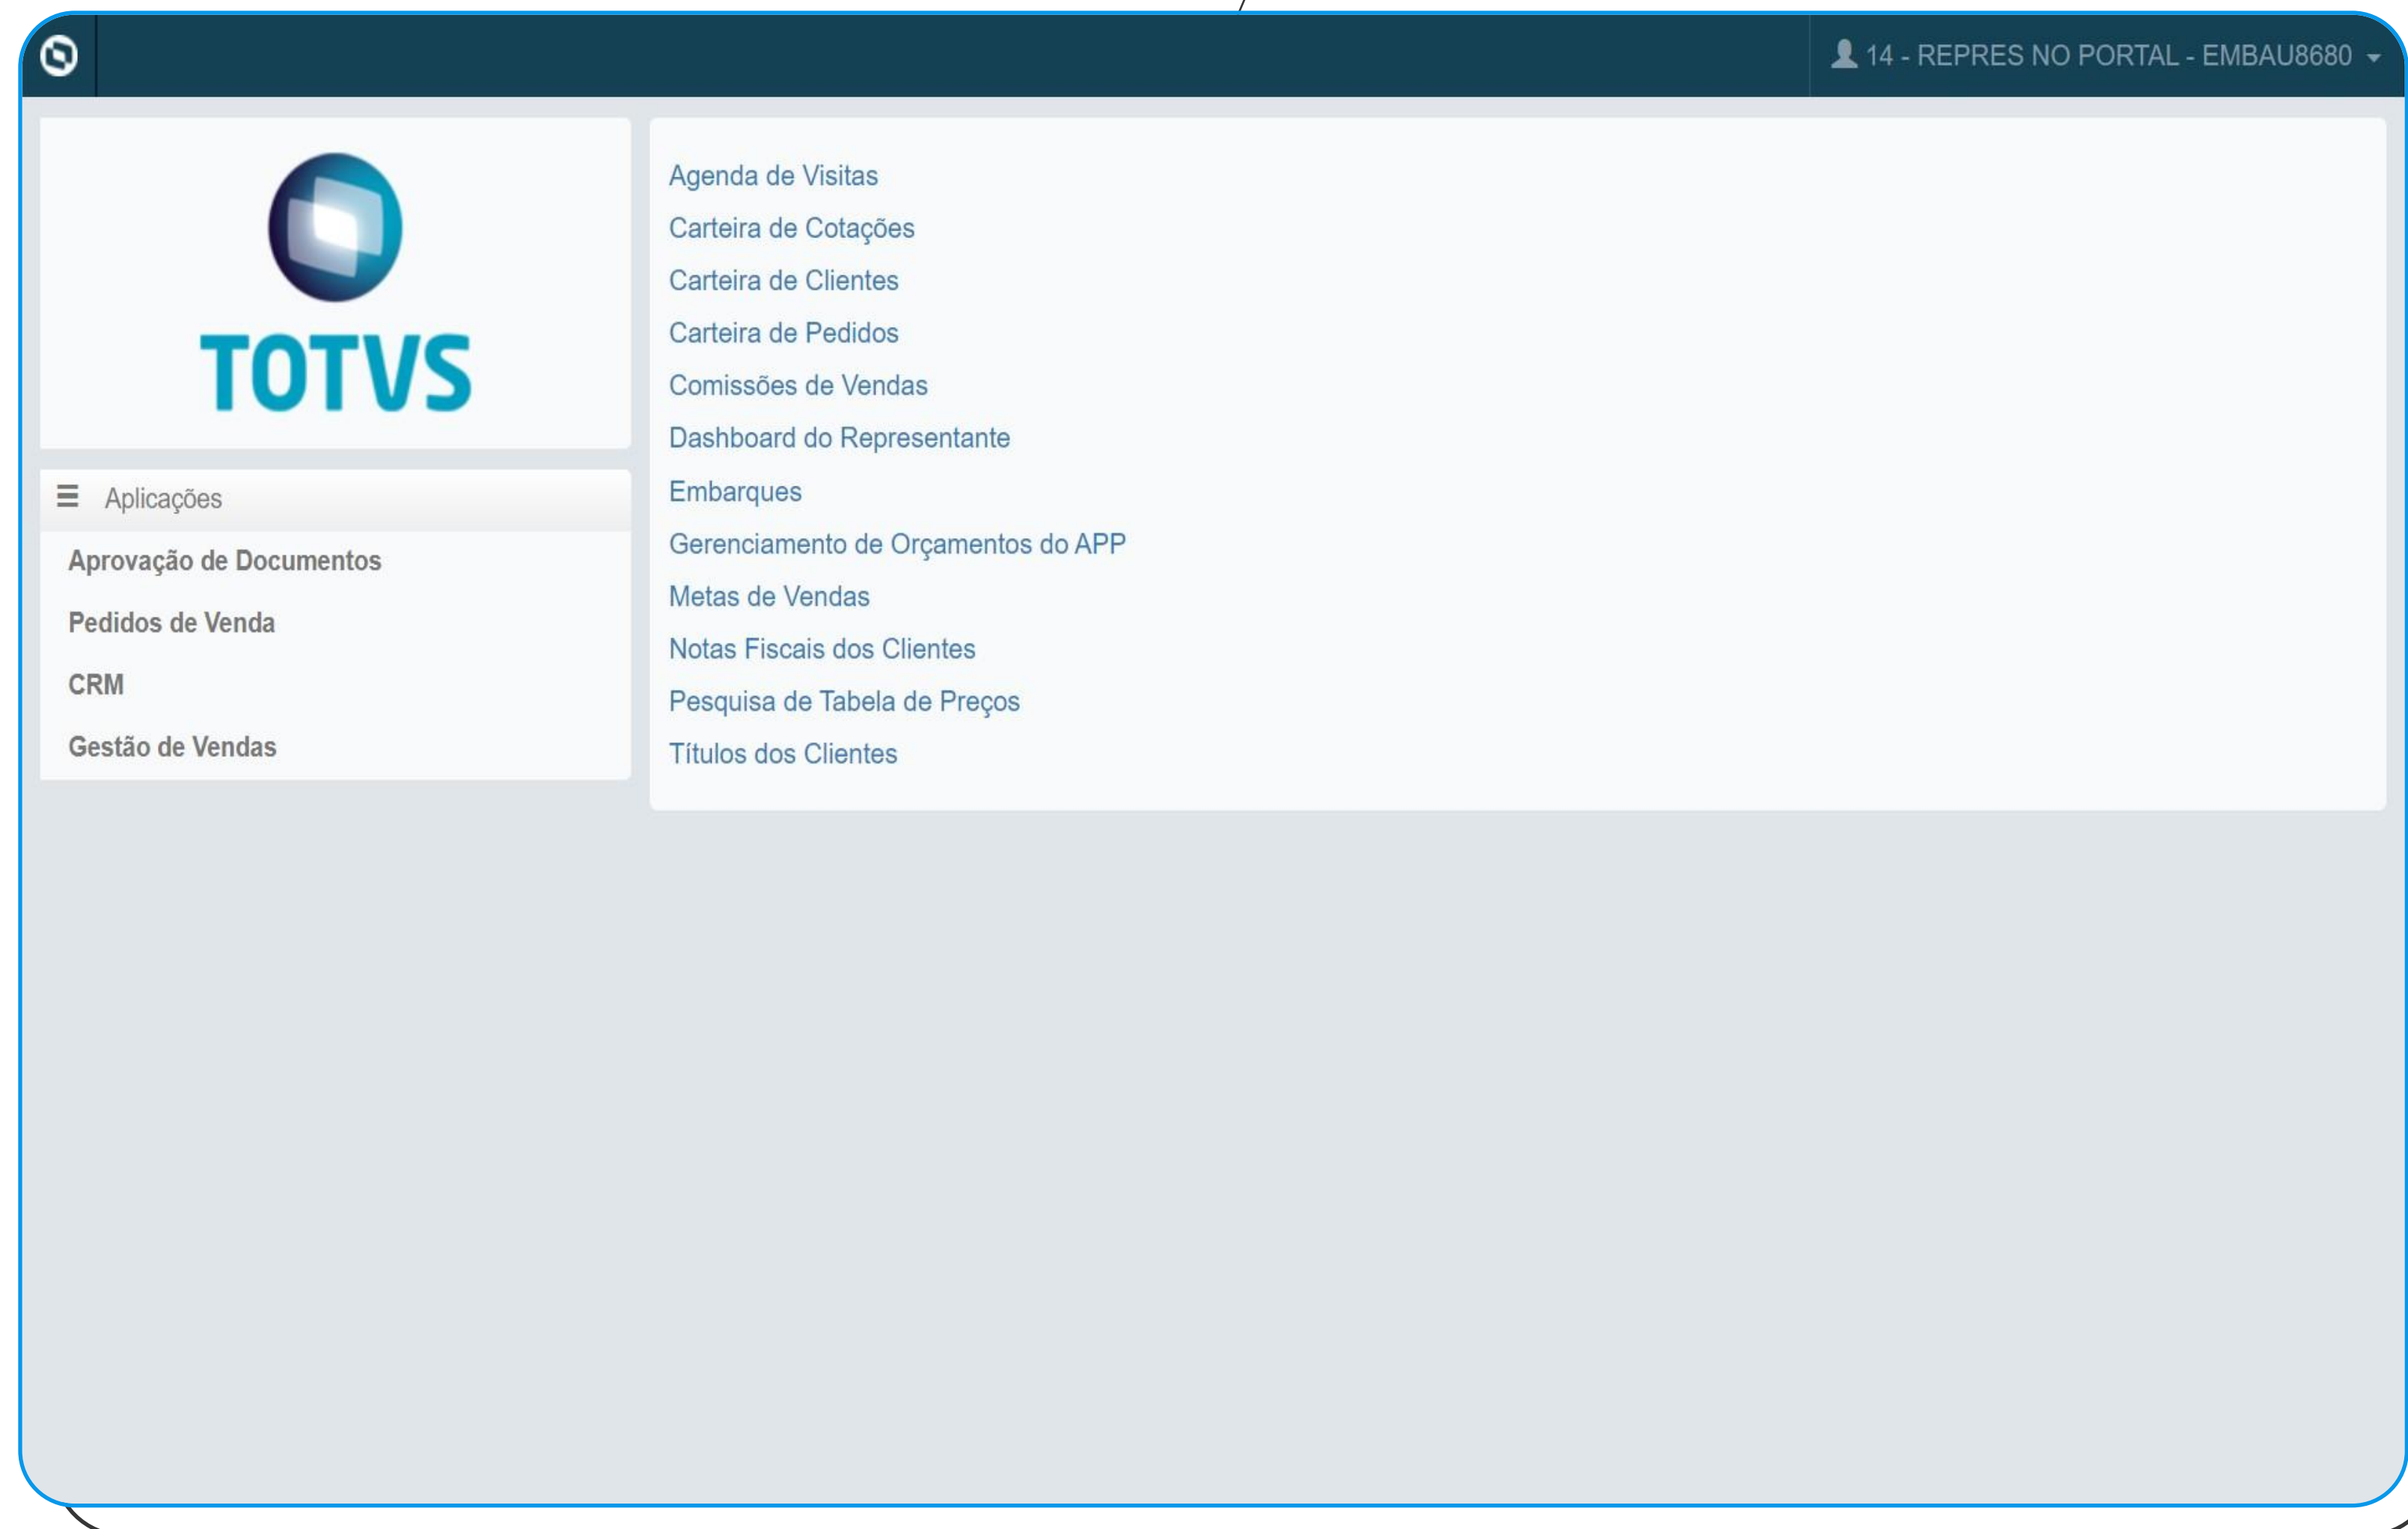 14 - REPRES NO PORTAL - EMBAU8680
TOTVS
Aplicações
Aprovação de Documentos
Pedidos de Venda
CRM
Gestão de Vendas
Agenda de Visitas
Carteira de Cotações
Carteira de Clientes
Carteira de Pedidos
Comissões de Vendas
Dashboard do Representante
Embarques
Gerenciamento de Orçamentos do APP
Metas de Vendas
Notas Fiscais dos Clientes
Pesquisa de Tabela de Preços
Títulos dos Clientes